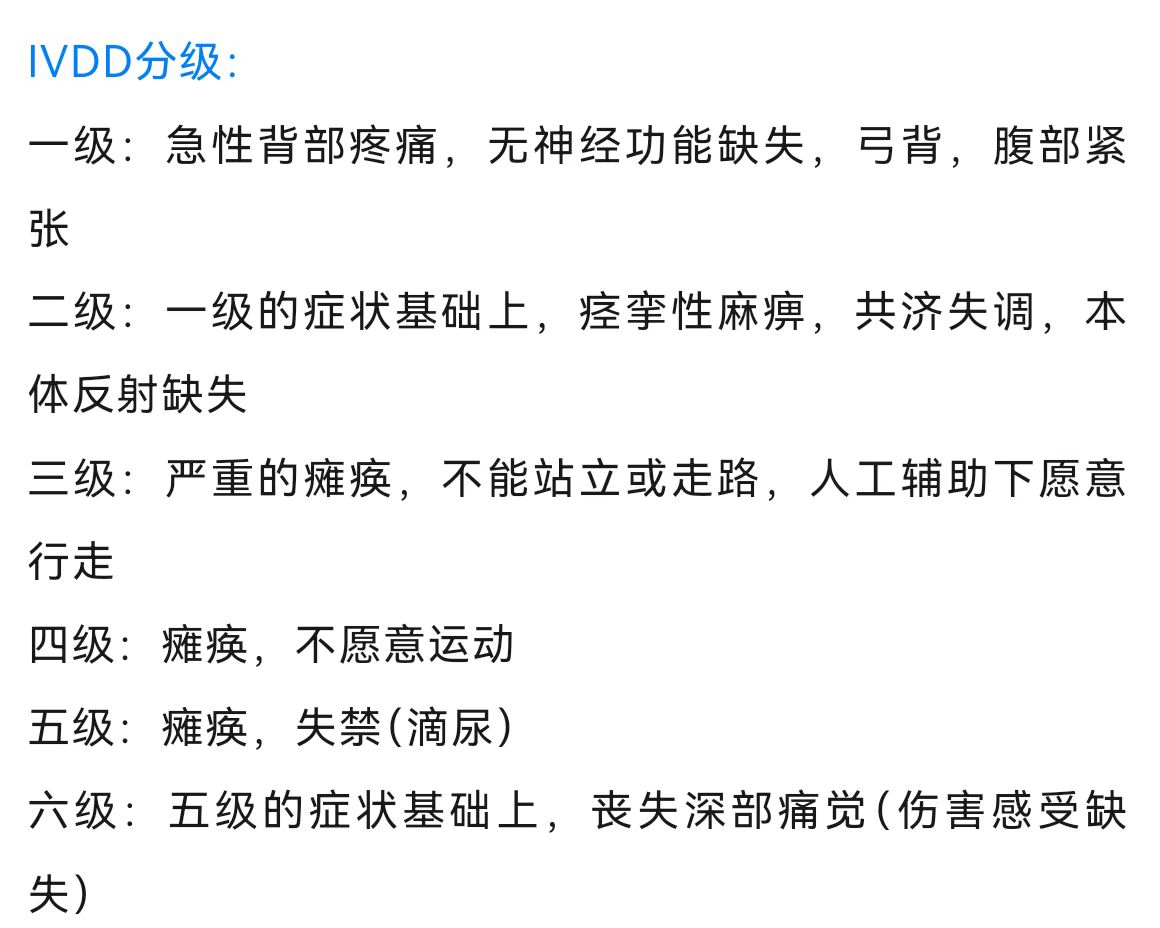 IVDD分级：
一级：急性背部疼痛，无神经功能缺失，弓背，腹部紧
张
二级：一级的症状基础上，痉挛性麻痹，共济失调，本
体反射缺失
三级：严重的瘫痪，不能站立或走路，人工辅助下愿意
行走
四级：瘫痪，不愿意运动
五级：瘫痪，失禁(滴尿)
六级：五级的症状基础上，丧失深部痛觉(伤害感受缺
失)